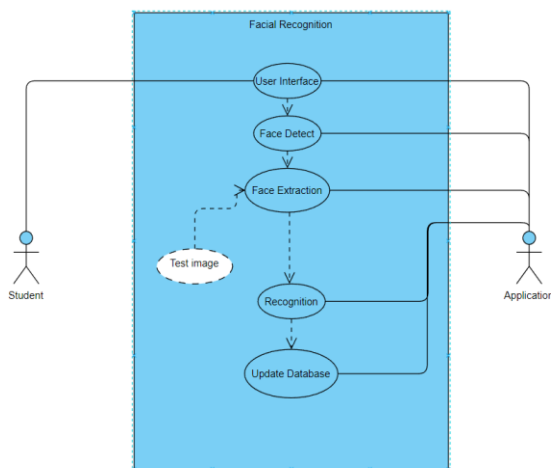 Facial Recognition
User Interface
Face Detect
Face Extraction
Test image
Student
Application
Recognition
Update Database